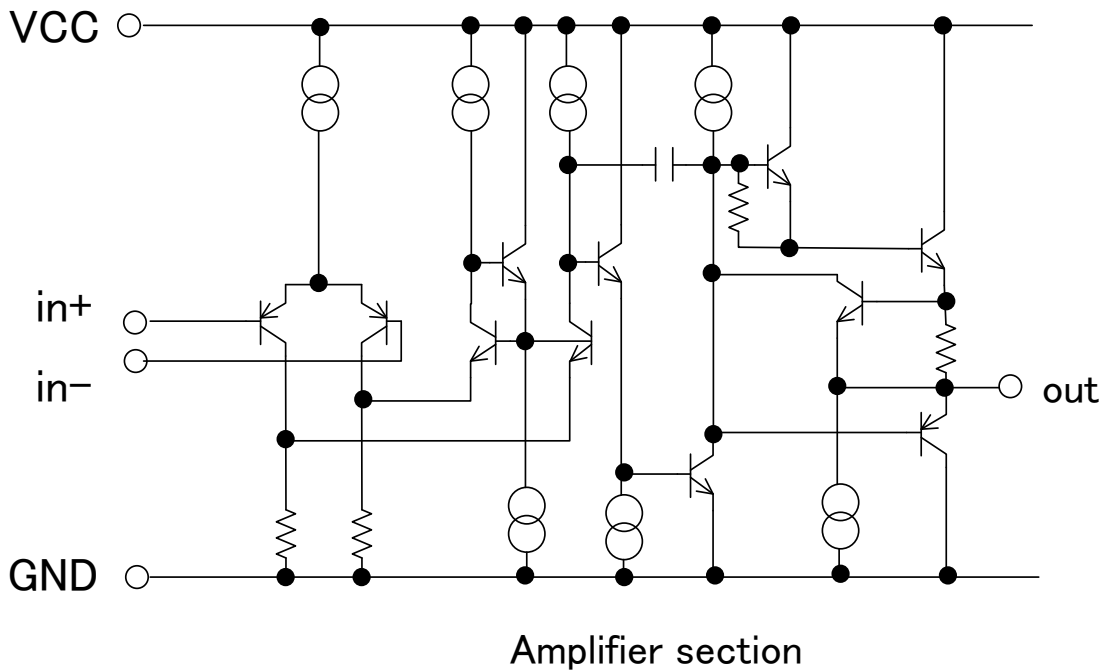 VCC
in+
in-
out
GND
Amplifier section